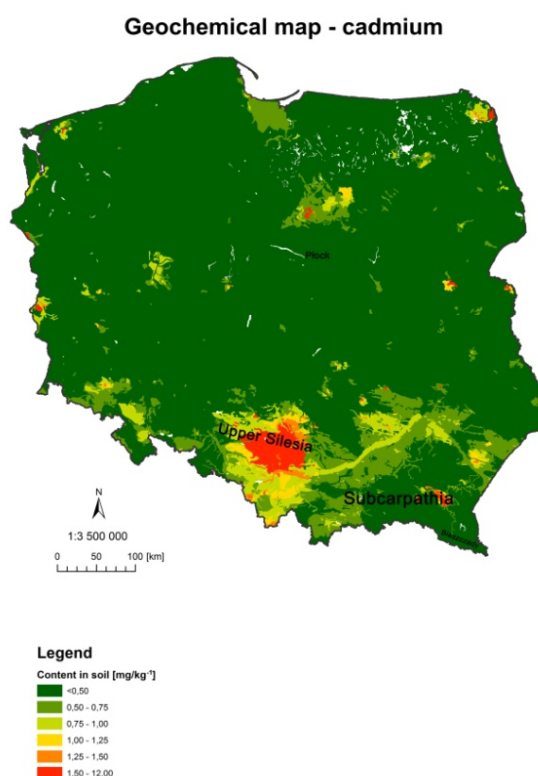 Geochemical map - cadmium
Płock
Upper Silesia
Subcarpathia
N
1:3 500 000
0 50 100 [km]
Legend
Content in soil [mg/kg⁻¹]
<0,50
0,50 - 0,75
0,75 - 1,00
1,00 - 1,25
1,25 - 1,50
1,50 - 12,00